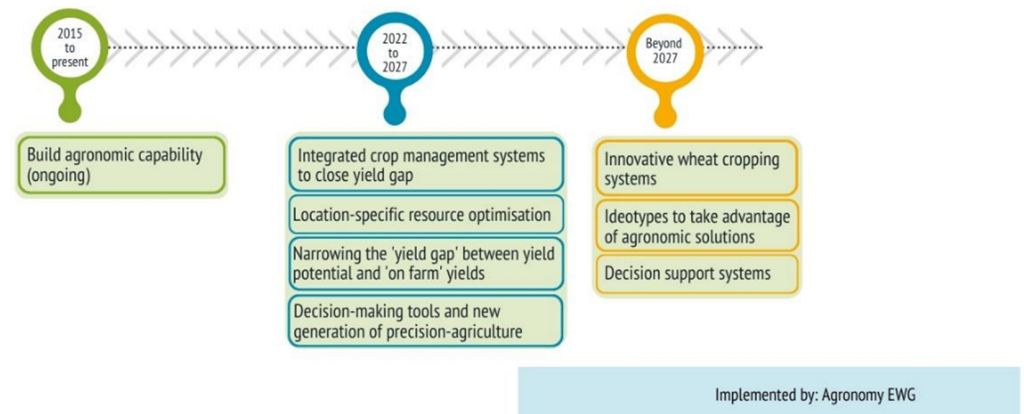 2015
to
present
2022
to
2027
Beyond
2027
Build agronomic capability
(ongoing)
Integrated crop management systems
to close yield gap
Location-specific resource optimisation
Narrowing the 'yield gap' between yield
potential and 'on farm' yields
Decision-making tools and new
generation of precision-agriculture
Innovative wheat cropping
systems
Ideotypes to take advantage
of agronomic solutions
Decision support systems
Implemented by: Agronomy EWG